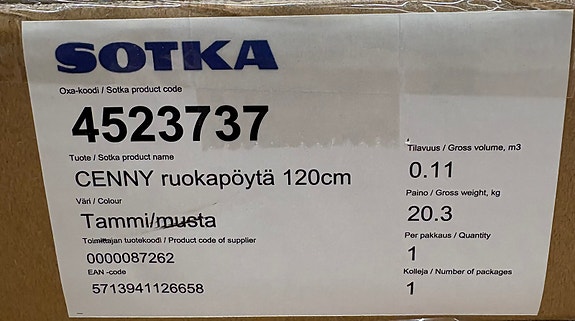 SOTKA
Oxa-koodi / Sotka product code
4523737
Tuote / Sotka product name
CENNY ruokapöytä 120cm
Väri / Colour
Tammi/musta
Toimittajan tuotekoodi / Product code of supplier
0000087262
EAN -code
5713941126658
Tilavuus / Gross volume, m3
0.11
Paino / Gross weight, kg
20.3
Per pakkaus / Quantity
1
Kolleja / Number of packages
1